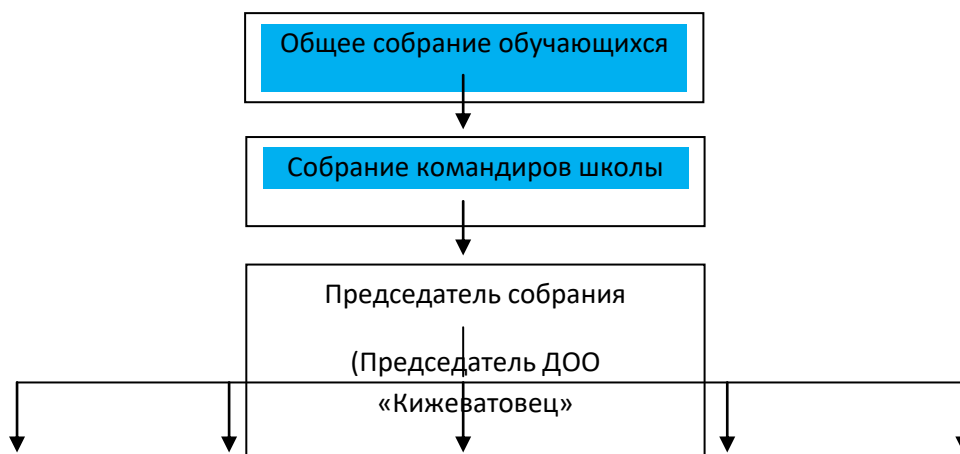 Общее собрание обучающихся
Собрание командиров школы
Председатель собрания
(Председатель ДОО
«Кижеватовец»